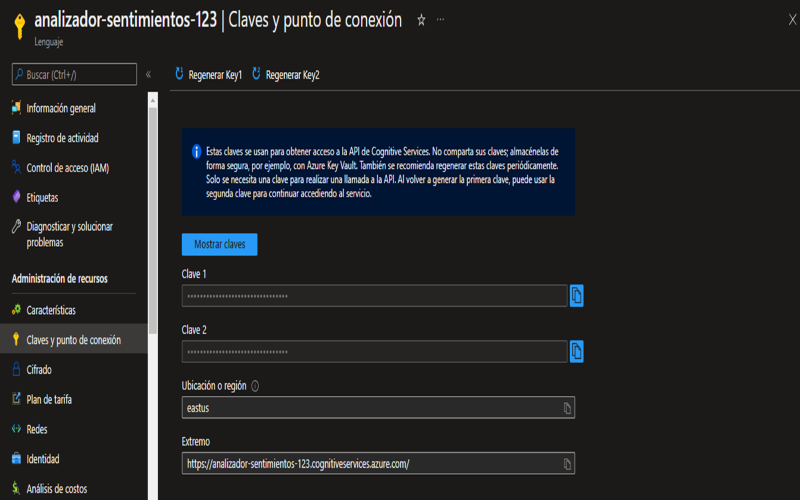 analizador-sentimientos-123 | Claves y punto de conexión
Lenguaje
Buscar (Ctrl+/)
Regenerar Key1
Regenerar Key2
Información general
Registro de actividad
Control de acceso (IAM)
Etiquetas
Diagnosticar y solucionar
problemas
Administración de recursos
Características
Claves y punto de conexión
Cifrado
Plan de tarifa
Redes
Identidad
Análisis de costos
Estas claves se usan para obtener acceso a la API de Cognitive Services. No comparta sus claves; almacénelas de
forma segura, por ejemplo, con Azure Key Vault. También se recomienda regenerar estas claves periódicamente.
Solo se necesita una clave para realizar una llamada a la API. Al volver a generar la primera clave, puede usar la
segunda clave para continuar accediendo al servicio.
Mostrar claves
Clave 1
Clave 2
Ubicación o región
eastus
Extremo
https://analizador-sentimientos-123.cognitiveservices.azure.com/